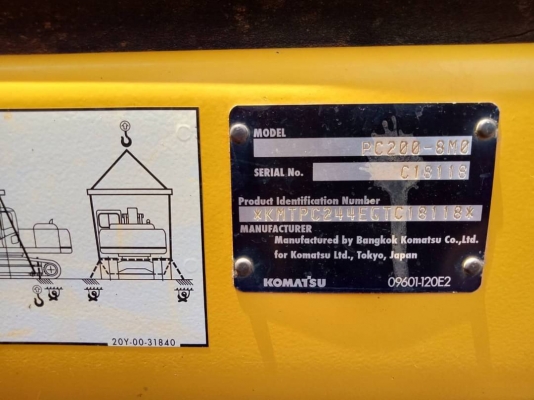 MODEL
PC200-8M0
SERIAL No.
C18118
Product Identification Number
*KMTPC244EGTC18118*
MANUFACTURER
Manufactured by Bangkok Komatsu Co.,Ltd.
for Komatsu Ltd., Tokyo, Japan
KOMATSU
09601-120E2
20Y-00-31840